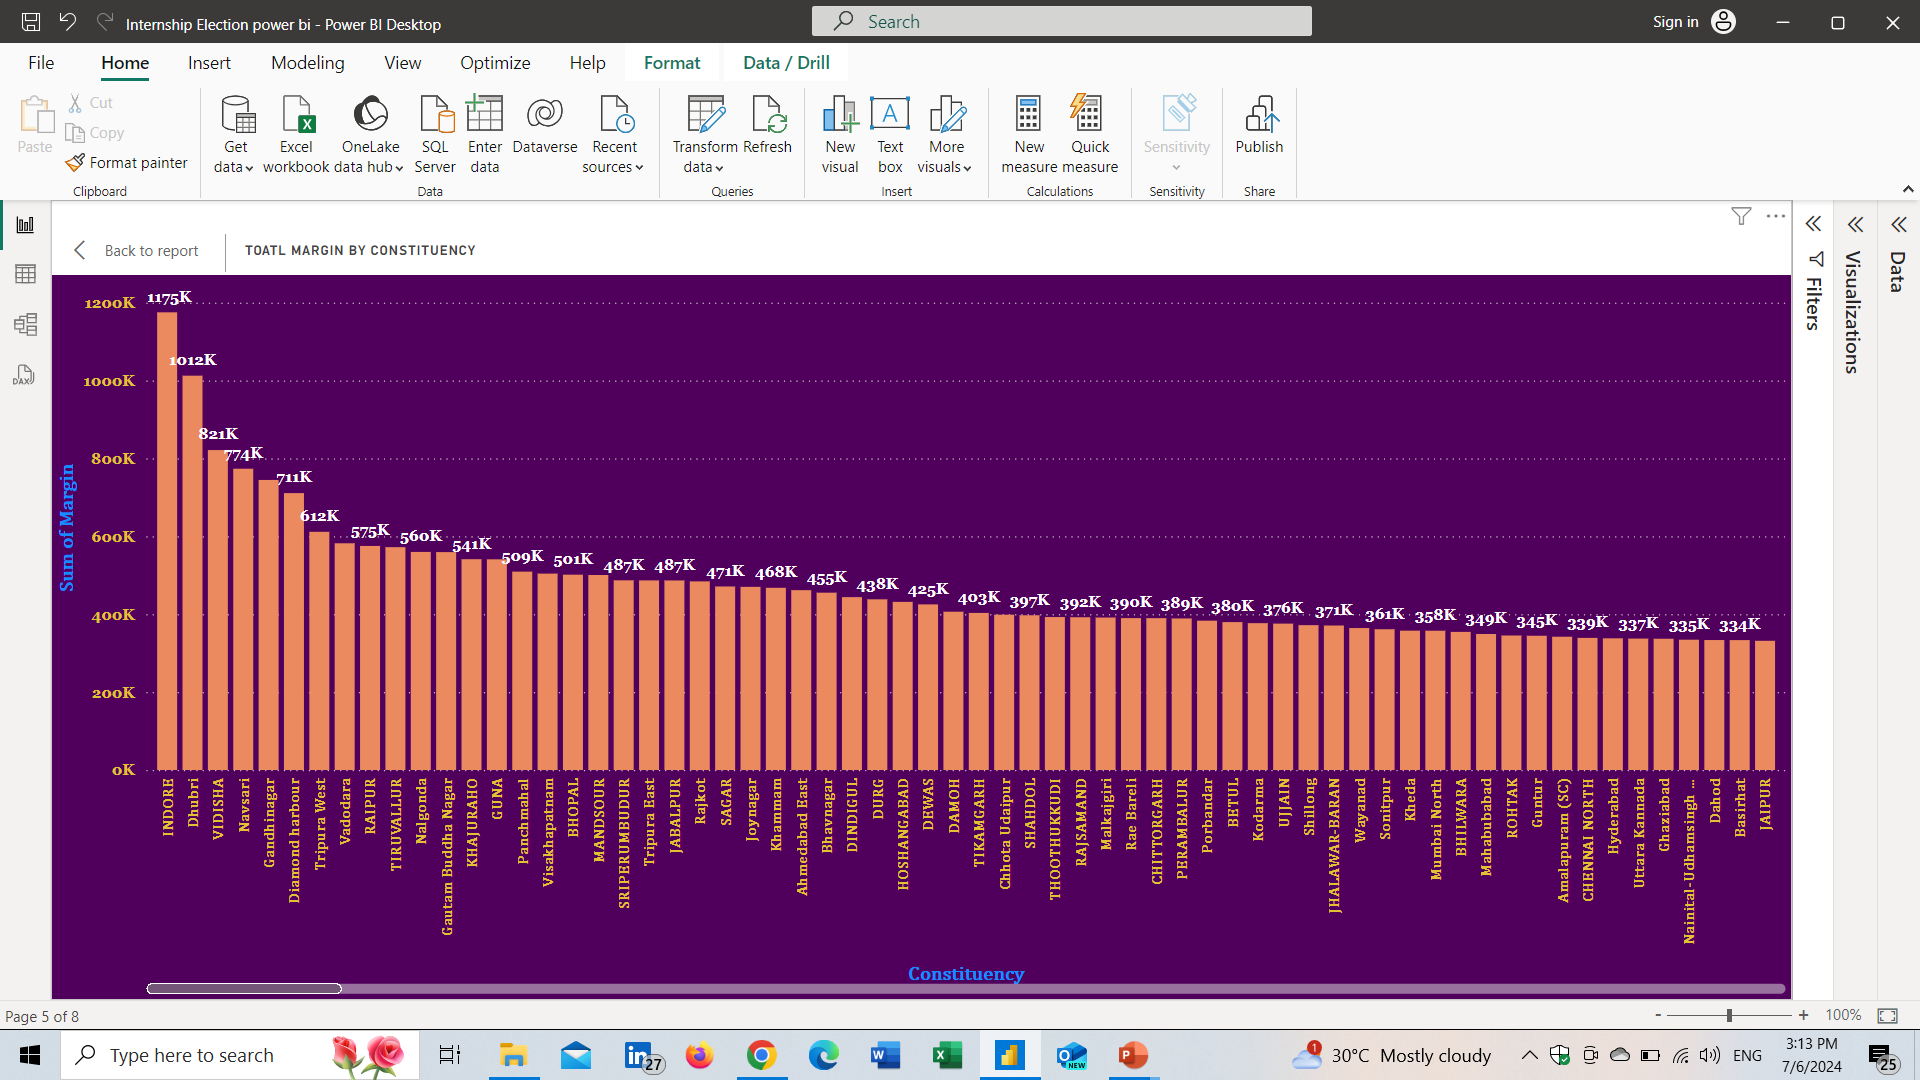 Internship Election power bi - Power BI Desktop
Search
Sign in
File Home Insert Modeling View Optimize Help Format Data / Drill
Paste
Cut
Copy
Format painter
Clipboard
Get data
Excel workbook
OneLake data hub
SQL Server
Enter data
Dataverse
Recent sources
Data
Transform data
Refresh
Queries
New visual
Text box
More visuals
Insert
New measure
Quick measure
Calculations
Sensitivity
Sensitivity
Publish
Share
DAX
Back to report
TOATL MARGIN BY CONSTITUENCY
Filters
Visualizations
Data
Sum of Margin
1200K
1000K
800K
600K
400K
200K
0K
1175K
1012K
821K
774K
711K
612K
575K
560K
541K
509K
501K
487K
487K
471K
468K
455K
438K
425K
403K
397K
392K
390K
389K
380K
376K
371K
361K
358K
349K
345K
339K
337K
335K
334K
INDORE
Dhubri
VIDISHA
Navsari
Gandhinagar
Diamond harbour
Tripura West
Vadodara
RAIPUR
TIRUVALLUR
Nalgonda
Gautam Buddha Nagar
KHAJURAHO
GUNA
Panchmahal
Visakhapatnam
BHOPAL
MANDSOUR
SRIPERUMBUDUR
Tripura East
JABALPUR
Rajkot
SAGAR
Joynagar
Khammam
Ahmedabad East
Bhavnagar
DINDIGUL
DURG
HOSHANGABAD
DEWAS
DAMOH
TIKAMGARH
Chhota Udaipur
SHAHDOL
THOOTHUKKUDI
RAJSAMAND
Malkajgiri
Rae Bareli
CHITTORGARH
PERAMBALUR
Porbandar
BETUL
Kodarma
UJJAIN
Shillong
JHALAWAR-BARAN
Wayanad
Sonitpur
Kheda
Mumbai North
BHILWARA
Mahabubabad
ROHTAK
Guntur
Amalapuram (SC)
CHENNAI NORTH
Hyderabad
Uttara Kannada
Ghaziabad
Nainital-Udhamsingh ...
Dahod
Basirhat
JAIPUR
Constituency
Page 5 of 8
- + 100%
Type here to search
27
NEW
1
30°C Mostly cloudy
ENG
3:13 PM
7/6/2024
25